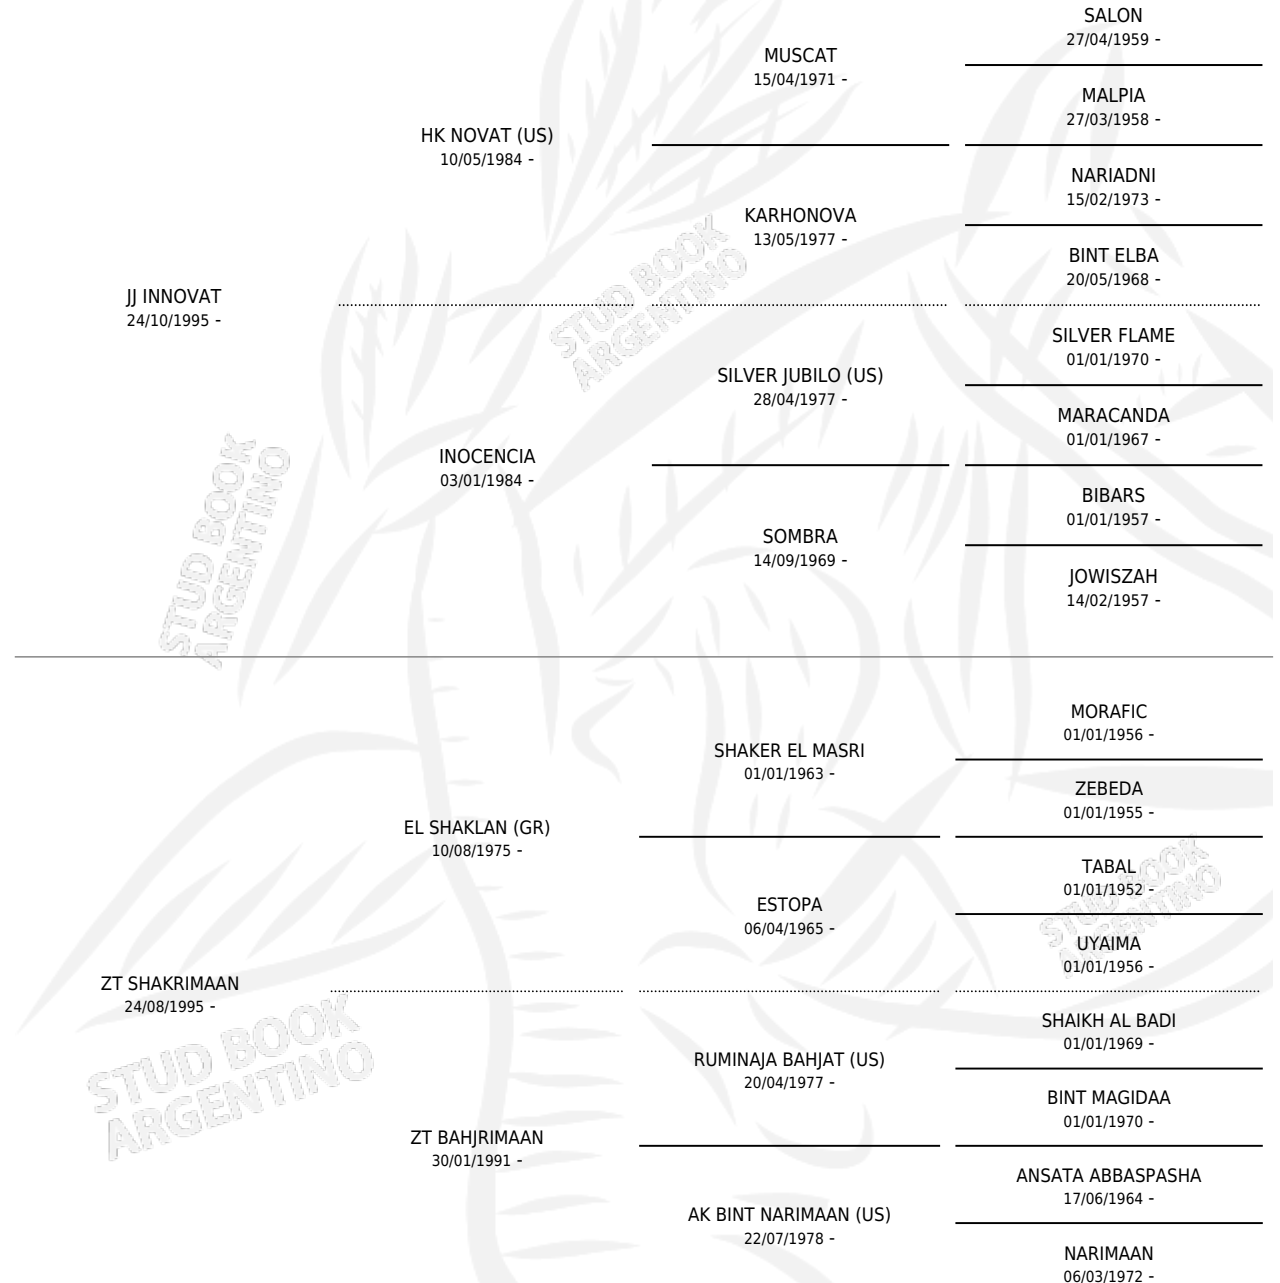 SALON
27/04/1959 -
MUSCAT
15/04/1971 -
MALPIA
27/03/1958 -
HK NOVAT (US)
10/05/1984 -
NARIADNI
15/02/1973 -
KARHONOVA
13/05/1977 -
BINT ELBA
20/05/1968 -
JJ INNOVAT
24/10/1995 -
STUD BOOK
ARGENTINO
SILVER FLAME
01/01/1970 -
SILVER JUBILO (US)
28/04/1977 -
MARACANDA
01/01/1967 -
INOCENCIA
03/01/1984 -
BIBARS
01/01/1957 -
SOMBRA
14/09/1969 -
JOWISZAH
14/02/1957 -
STUD BOOK
ARGENTINO
MORAFIC
01/01/1956 -
SHAKER EL MASRI
01/01/1963 -
ZEBEDA
01/01/1955 -
EL SHAKLAN (GR)
10/08/1975 -
TABAL
01/01/1952 -
ESTOPA
06/04/1965 -
UYAIMA
01/01/1956 -
STUD BOOK
ARGENTINO
ZT SHAKRIMAAN
24/08/1995 -
SHAIKH AL BADI
01/01/1969 -
RUMINAJA BAHJAT (US)
20/04/1977 -
BINT MAGIDAA
01/01/1970 -
STUD BOOK
ARGENTINO
ZT BAHJRIMAAN
30/01/1991 -
ANSATA ABBASPASHA
17/06/1964 -
AK BINT NARIMAAN (US)
22/07/1978 -
NARIMAAN
06/03/1972 -